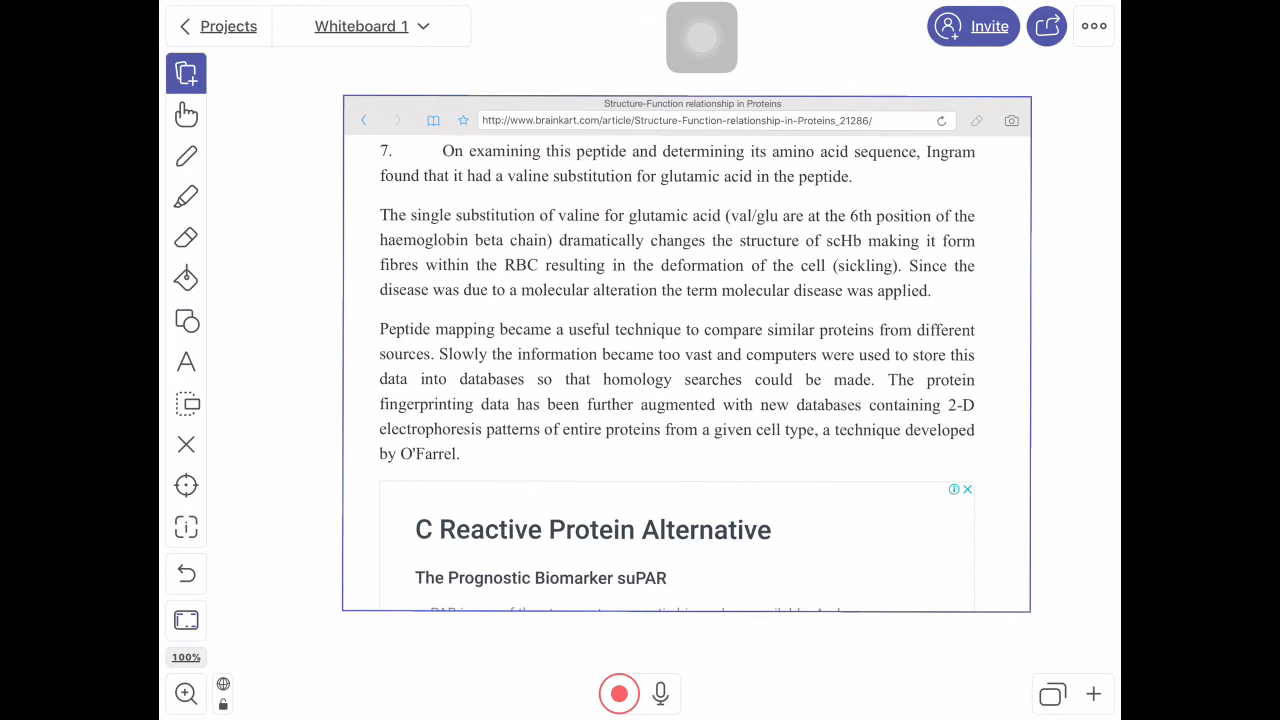 Projects
Whiteboard 1
Invite
Structure-Function relationship in Proteins
http://www.brainkart.com/article/Structure-Function-relationship-in-Proteins_21286/
7. On examining this peptide and determining its amino acid sequence, Ingram
found that it had a valine substitution for glutamic acid in the peptide.
The single substitution of valine for glutamic acid (val/glu are at the 6th position of the
haemoglobin beta chain) dramatically changes the structure of scHb making it form
fibres within the RBC resulting in the deformation of the cell (sickling). Since the
disease was due to a molecular alteration the term molecular disease was applied.
Peptide mapping became a useful technique to compare similar proteins from different
sources. Slowly the information became too vast and computers were used to store this
data into databases so that homology searches could be made. The protein
fingerprinting data has been further augmented with new databases containing 2-D
electrophoresis patterns of entire proteins from a given cell type, a technique developed
by O'Farrel.
C Reactive Protein Alternative
The Prognostic Biomarker suPAR
100%